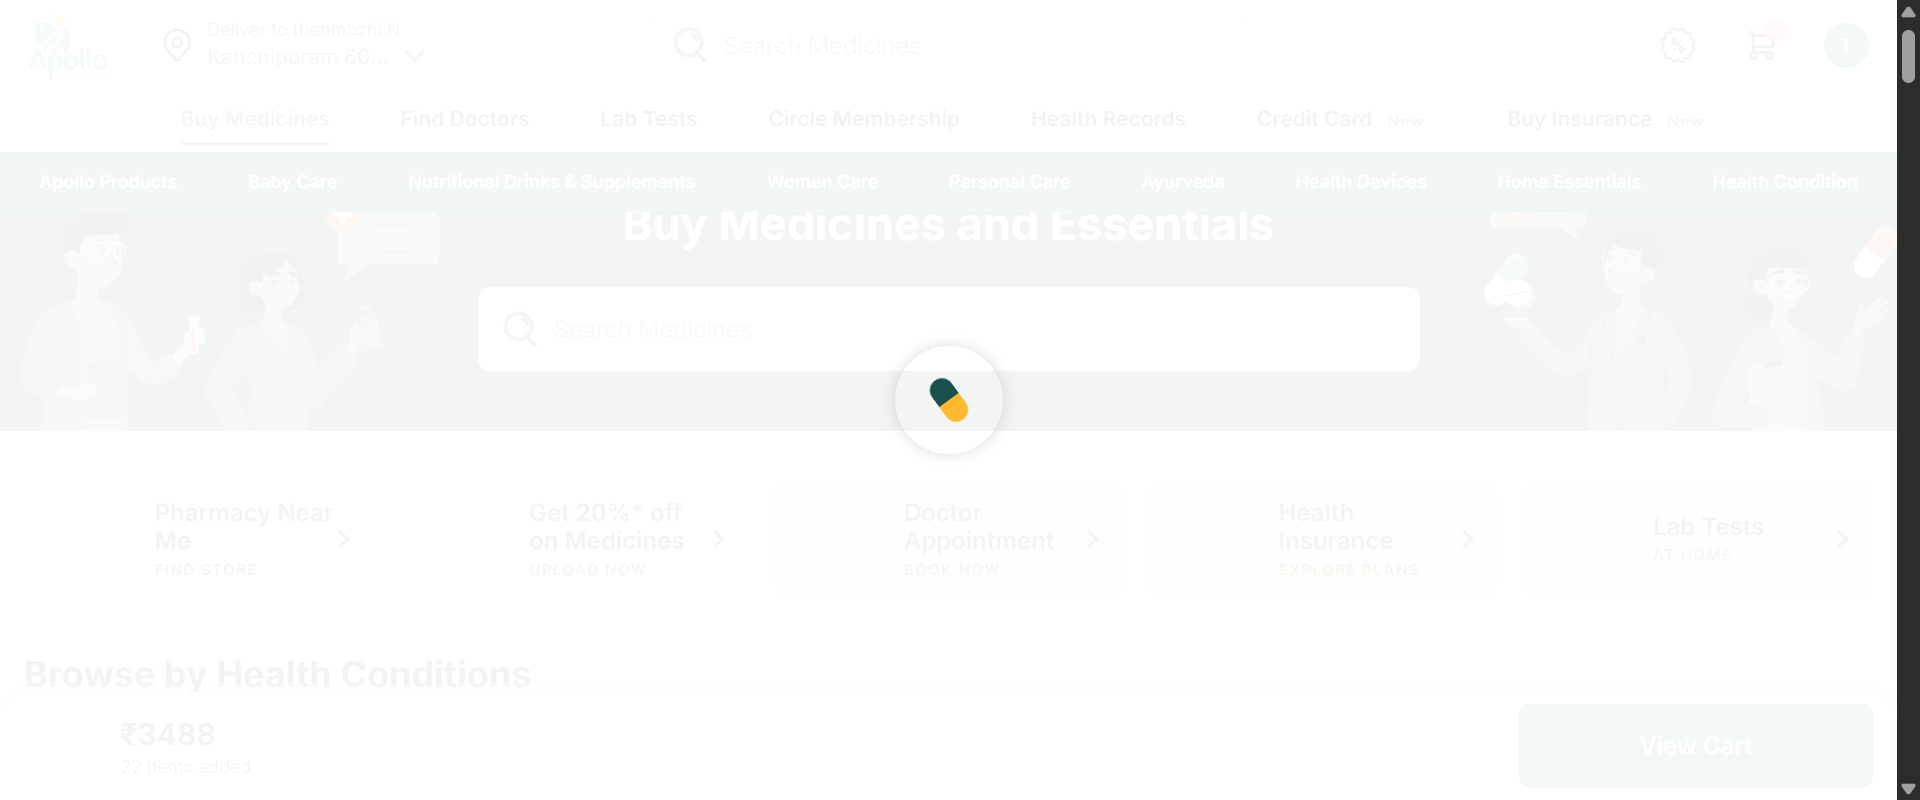 Deliver to thenmozhi N
Kanchipuram 60...
Apollo
Search Medicines
%
T
Buy Medicines
Find Doctors
Lab Tests
Circle Membership
Health Records
Credit Card New
Buy Insurance New
Apollo Products
Baby Care
Nutritional Drinks & Supplements
Women Care
Personal Care
Ayurveda
Health Devices
Home Essentials
Health Condition
Buy Medicines and Essentials
Search Medicines
Pharmacy Near
Me
FIND STORE
Get 20%* off
on Medicines
UPLOAD NOW
Doctor
Appointment
BOOK NOW
Health
Insurance
EXPLORE PLANS
Lab Tests
AT HOME
Browse by Health Conditions
₹3488
22 Items added
View Cart